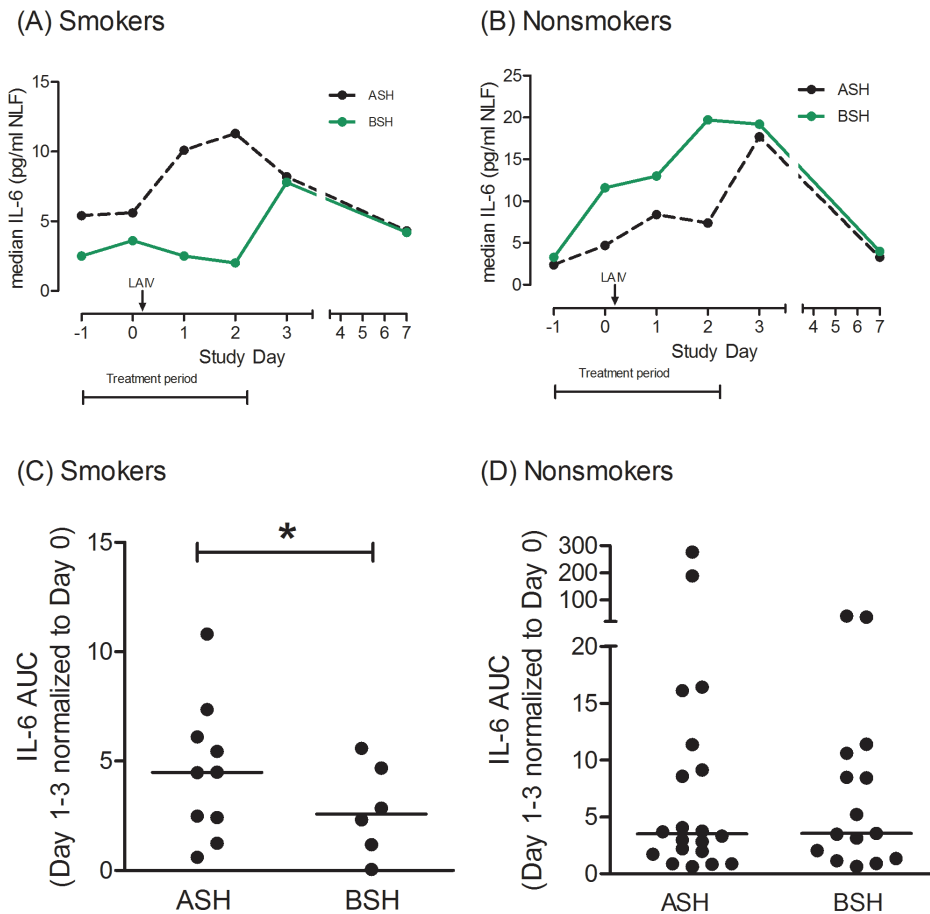 (A) Smokers
15
10
5
0
median IL-6 (pg/ml NLF)
ASH
BSH
LAIV
-1 0 1 2 3 4 5 6 7
Study Day
Treatment period
(B) Nonsmokers
25
20
15
10
5
0
median IL-6 (pg/ml NLF)
ASH
BSH
LAIV
-1 0 1 2 3 4 5 6 7
Study Day
Treatment period
(C) Smokers
IL-6 AUC
(Day 1-3 normalized to Day 0)
15
10
5
0
*
ASH BSH
(D) Nonsmokers
IL-6 AUC
(Day 1-3 normalized to Day 0)
300
200
100
20
15
10
5
0
ASH BSH